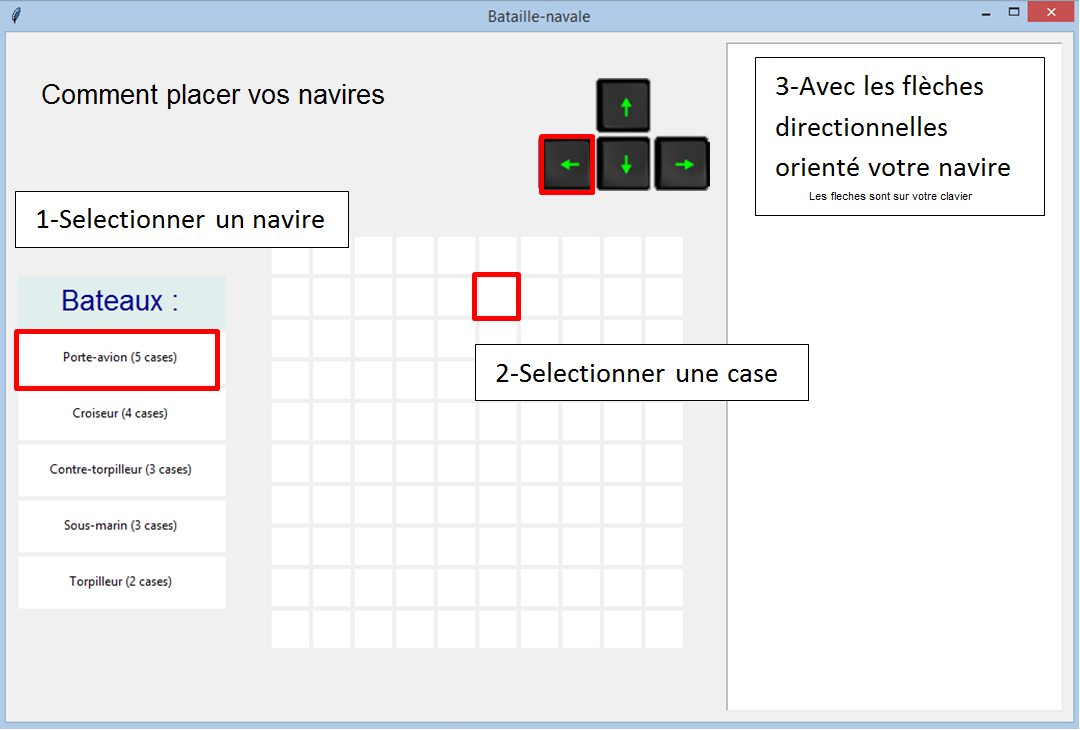 Bataille-navale
Comment placer vos navires
3-Avec les flèches
directionnelles
orienté votre navire
Les fleches sont sur votre clavier
1-Selectionner un navire
Bateaux :
Porte-avion (5 cases)
2-Selectionner une case
Croiseur (4 cases)
Contre-torpilleur (3 cases)
Sous-marin (3 cases)
Torpilleur (2 cases)